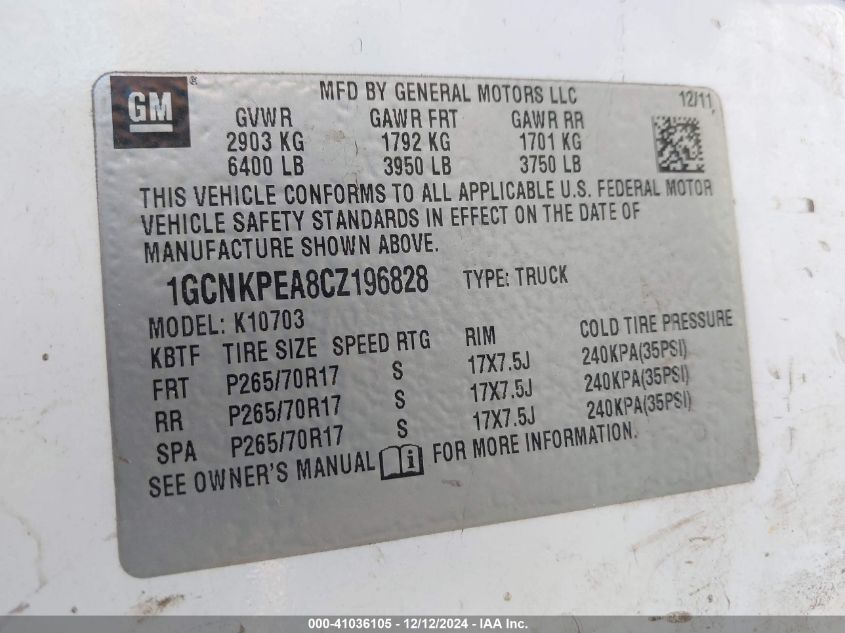 GM
MFD BY GENERAL MOTORS LLC 12/11
GVWR GAWR FRT GAWR RR
2903 KG 1792 KG 1701 KG
6400 LB 3950 LB 3750 LB
THIS VEHICLE CONFORMS TO ALL APPLICABLE U.S. FEDERAL MOTOR
VEHICLE SAFETY STANDARDS IN EFFECT ON THE DATE OF
MANUFACTURE SHOWN ABOVE.
1GCNKPEA8CZ196828 TYPE: TRUCK
MODEL: K10703
KBTF TIRE SIZE SPEED RTG RIM COLD TIRE PRESSURE
FRT P265/70R17 S 17X7.5J 240KPA(35PSI)
RR P265/70R17 S 17X7.5J 240KPA(35PSI)
SPA P265/70R17 S 17X7.5J 240KPA(35PSI)
SEE OWNER'S MANUAL i FOR MORE INFORMATION.
000-41036105 - 12/12/2024 - IAA Inc.